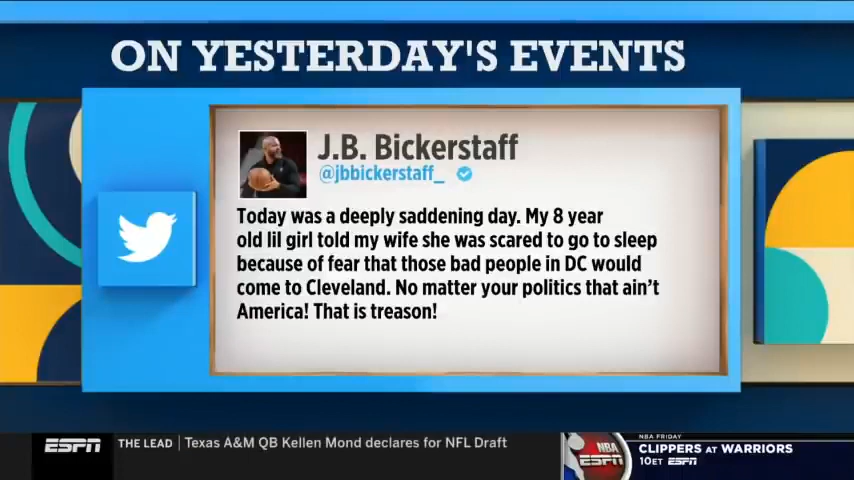 ON YESTERDAY'S EVENTS
J.B. Bickerstaff
@jbbickerstaff_
Today was a deeply saddening day. My 8 year
old lil girl told my wife she was scared to go to sleep
because of fear that those bad people in DC would
come to Cleveland. No matter your politics that ain't
America! That is treason!
ESPN
THE LEAD | Texas A&M QB Kellen Mond declares for NFL Draft
NBA
ESPN
NBA FRIDAY
CLIPPERS AT WARRIORS
10ET ESPN